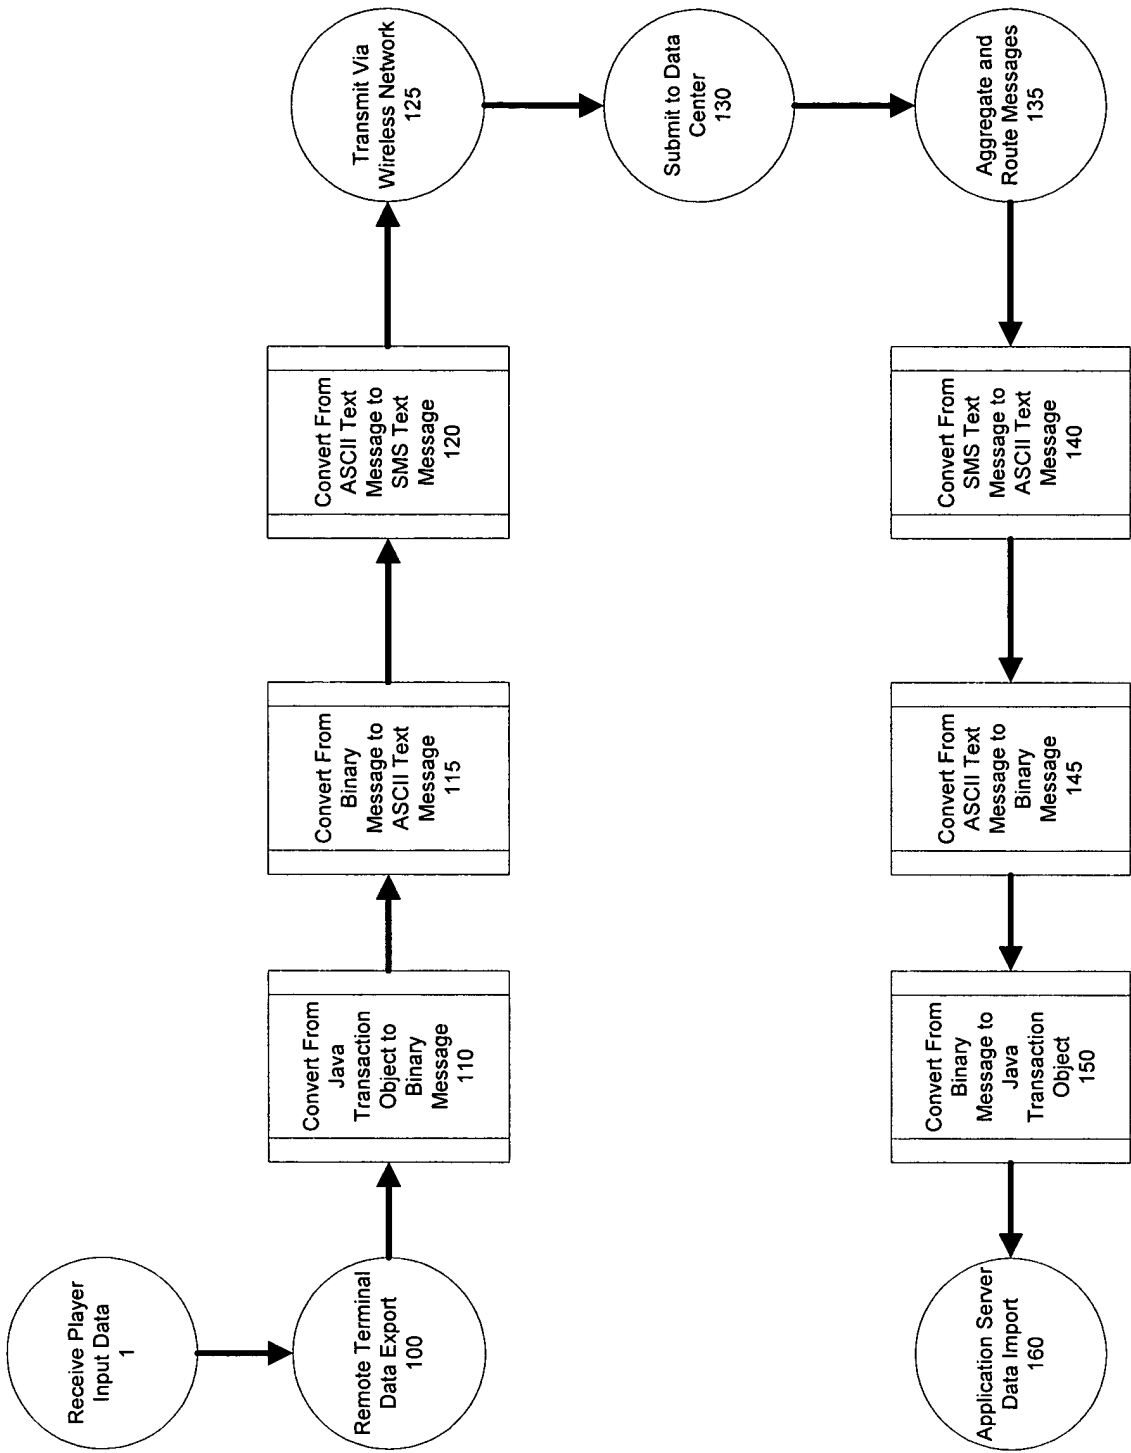 Receive Player
Input Data
1
Remote Terminal
Data Export
100
Convert From
Java
Transaction
Object to
Binary
Message
110
Convert From
Binary
Message to
ASCII Text
Message
115
Convert From
ASCII Text
Message to
SMS Text
Message
120
Transmit Via
Wireless Network
125
Submit to Data
Center
130
Aggregate and
Route Messages
135
Convert From
SMS Text
Message to
ASCII Text
Message
140
Convert From
ASCII Text
Message to
Binary
Message
145
Convert From
Binary
Message to
Java
Transaction
Object
150
Application Server
Data Import
160